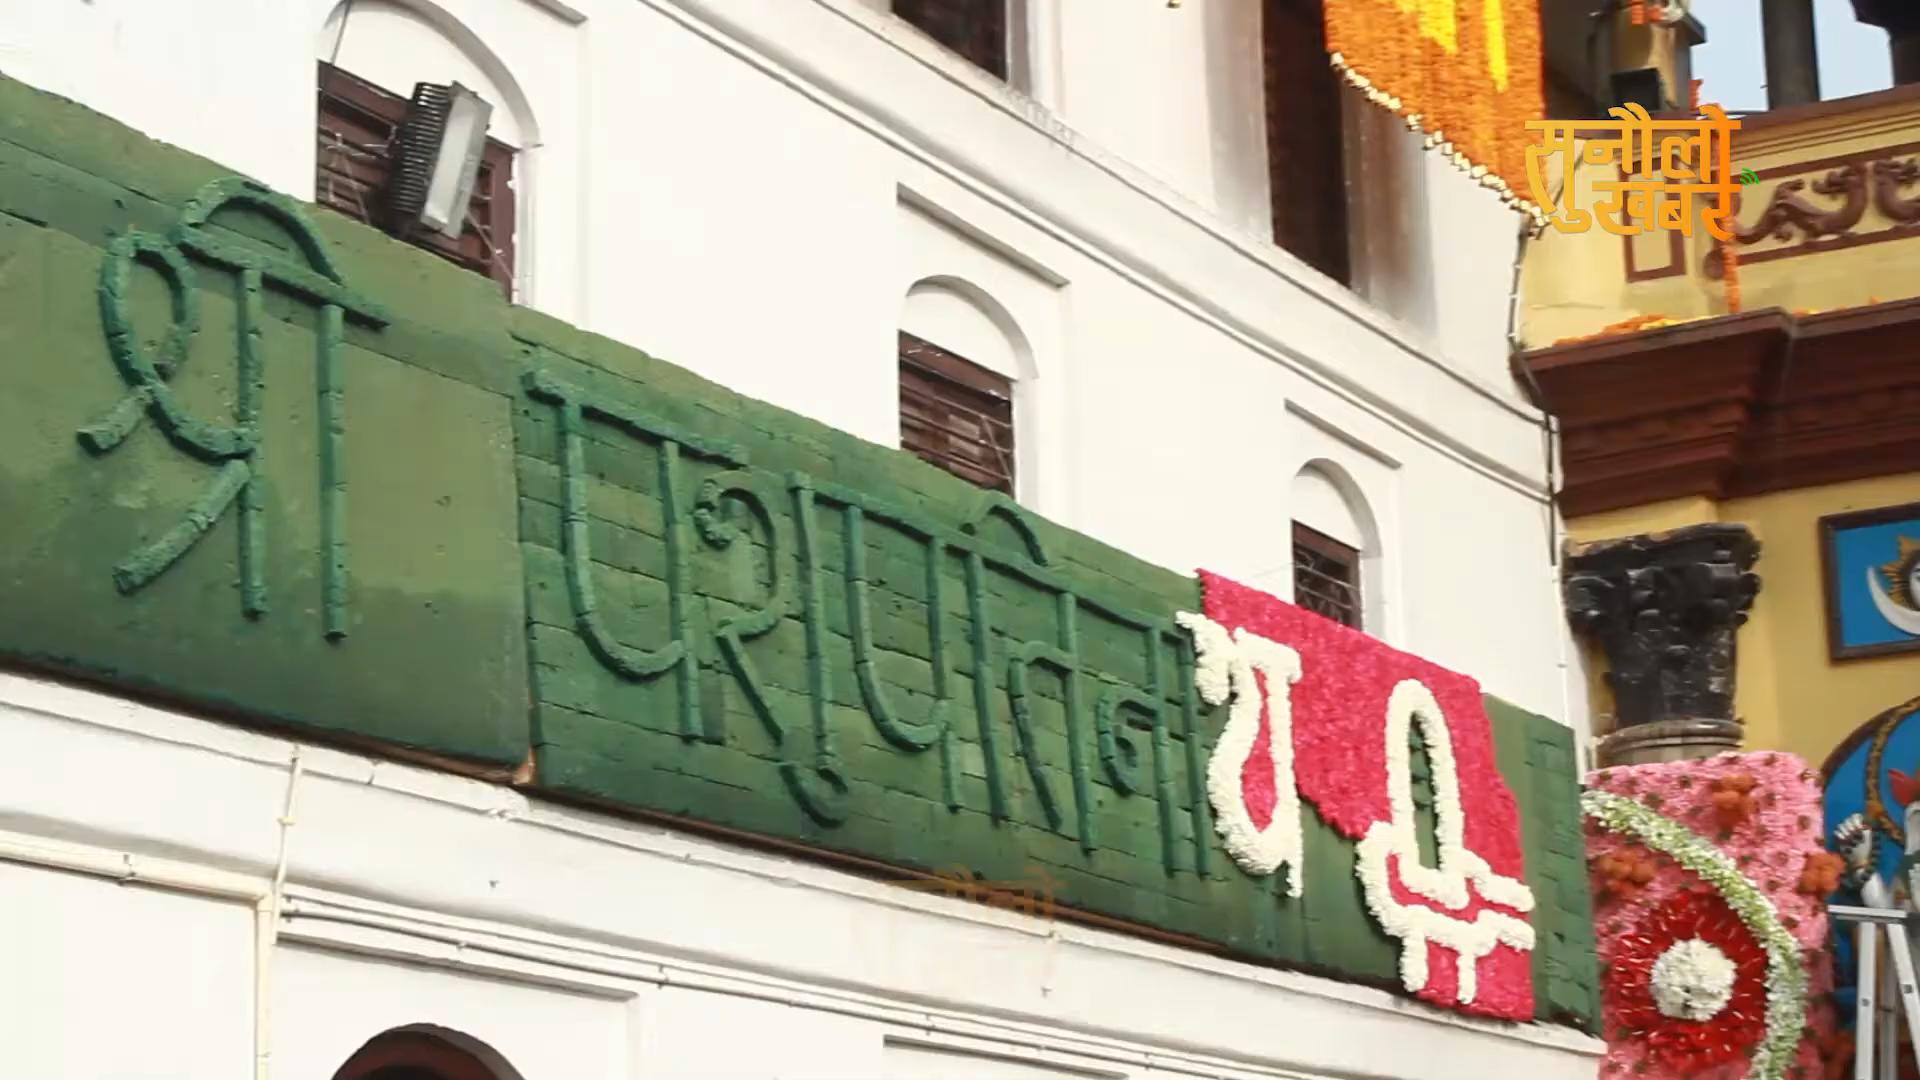 श्री पशुपतिनाथ
सुनौलो
खबर
सुनौलो